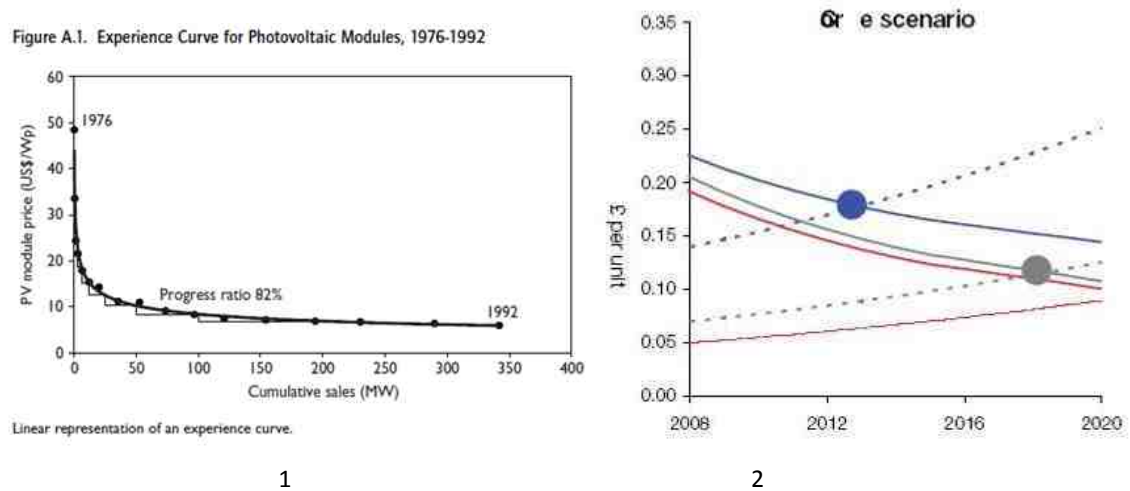 Figure A.1. Experience Curve for Photovoltaic Modules, 1976-1992
60
50
40
30
20
10
0
PV module price (US$/Wp)
1976
Progress ratio 82%
1992
0 50 100 150 200 250 300 350 400
Cumulative sales (MW)
Linear representation of an experience curve.
1
e scenario
0.35
0.30
0.25
0.20
0.15
0.10
0.05
0.00
£ per unit
2008 2012 2016 2020
2